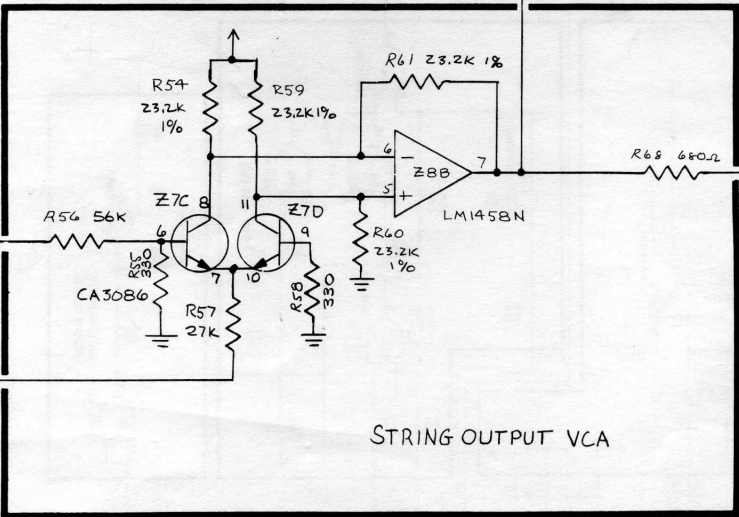 R61 23.2K 1%
R54
23.2K
1%
R59
23.2K 1%
6
−
Z8B
7
5
+
LM1458N
R68 680Ω
Z7C
8
11
Z7D
R56 56K
6
9
R60
23.2K
1%
R55
330
CA3086
7
10
R58
330
R57
27K
STRING OUTPUT VCA